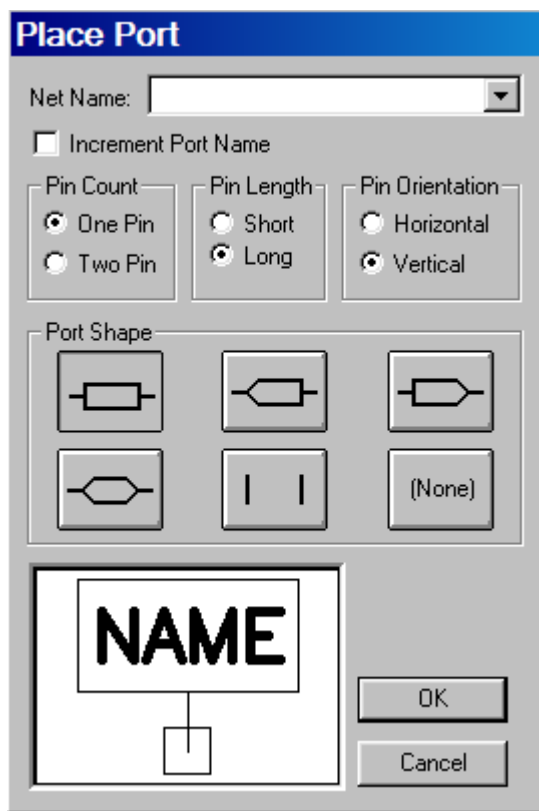 Place Port
Net Name:
Increment Port Name
Pin Count Pin Length Pin Orientation
One Pin Short Horizontal
Two Pin Long Vertical
Port Shape
(None)
NAME
OK
Cancel